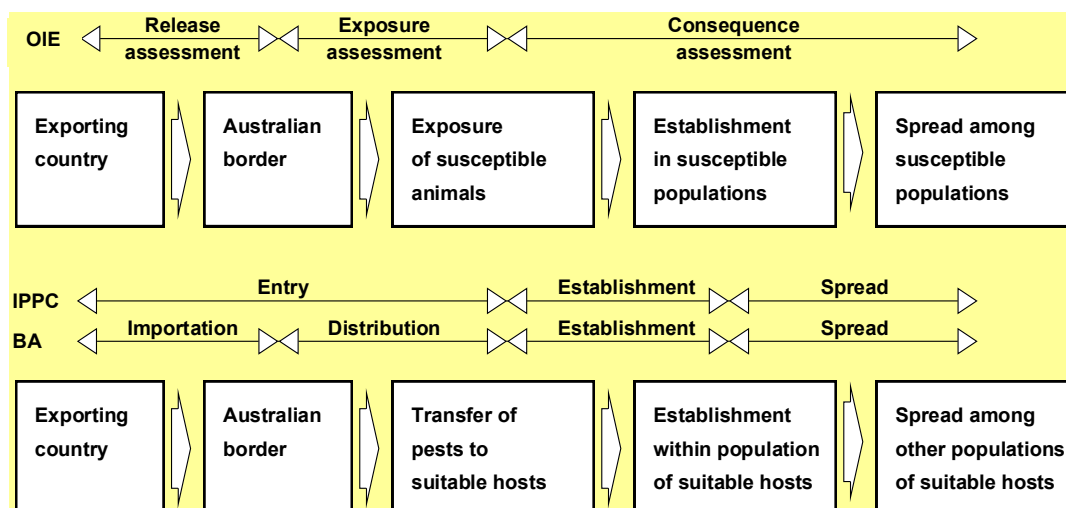 OIE
Release
assessment
Exposure
assessment
Consequence
assessment
Exporting
country
Australian
border
Exposure
of susceptible
animals
Establishment
in susceptible
populations
Spread among
susceptible
populations
IPPC
Entry
Establishment
Spread
BA
Importation
Distribution
Establishment
Spread
Exporting
country
Australian
border
Transfer of
pests to
suitable hosts
Establishment
within population
of suitable hosts
Spread among
other populations
of suitable hosts